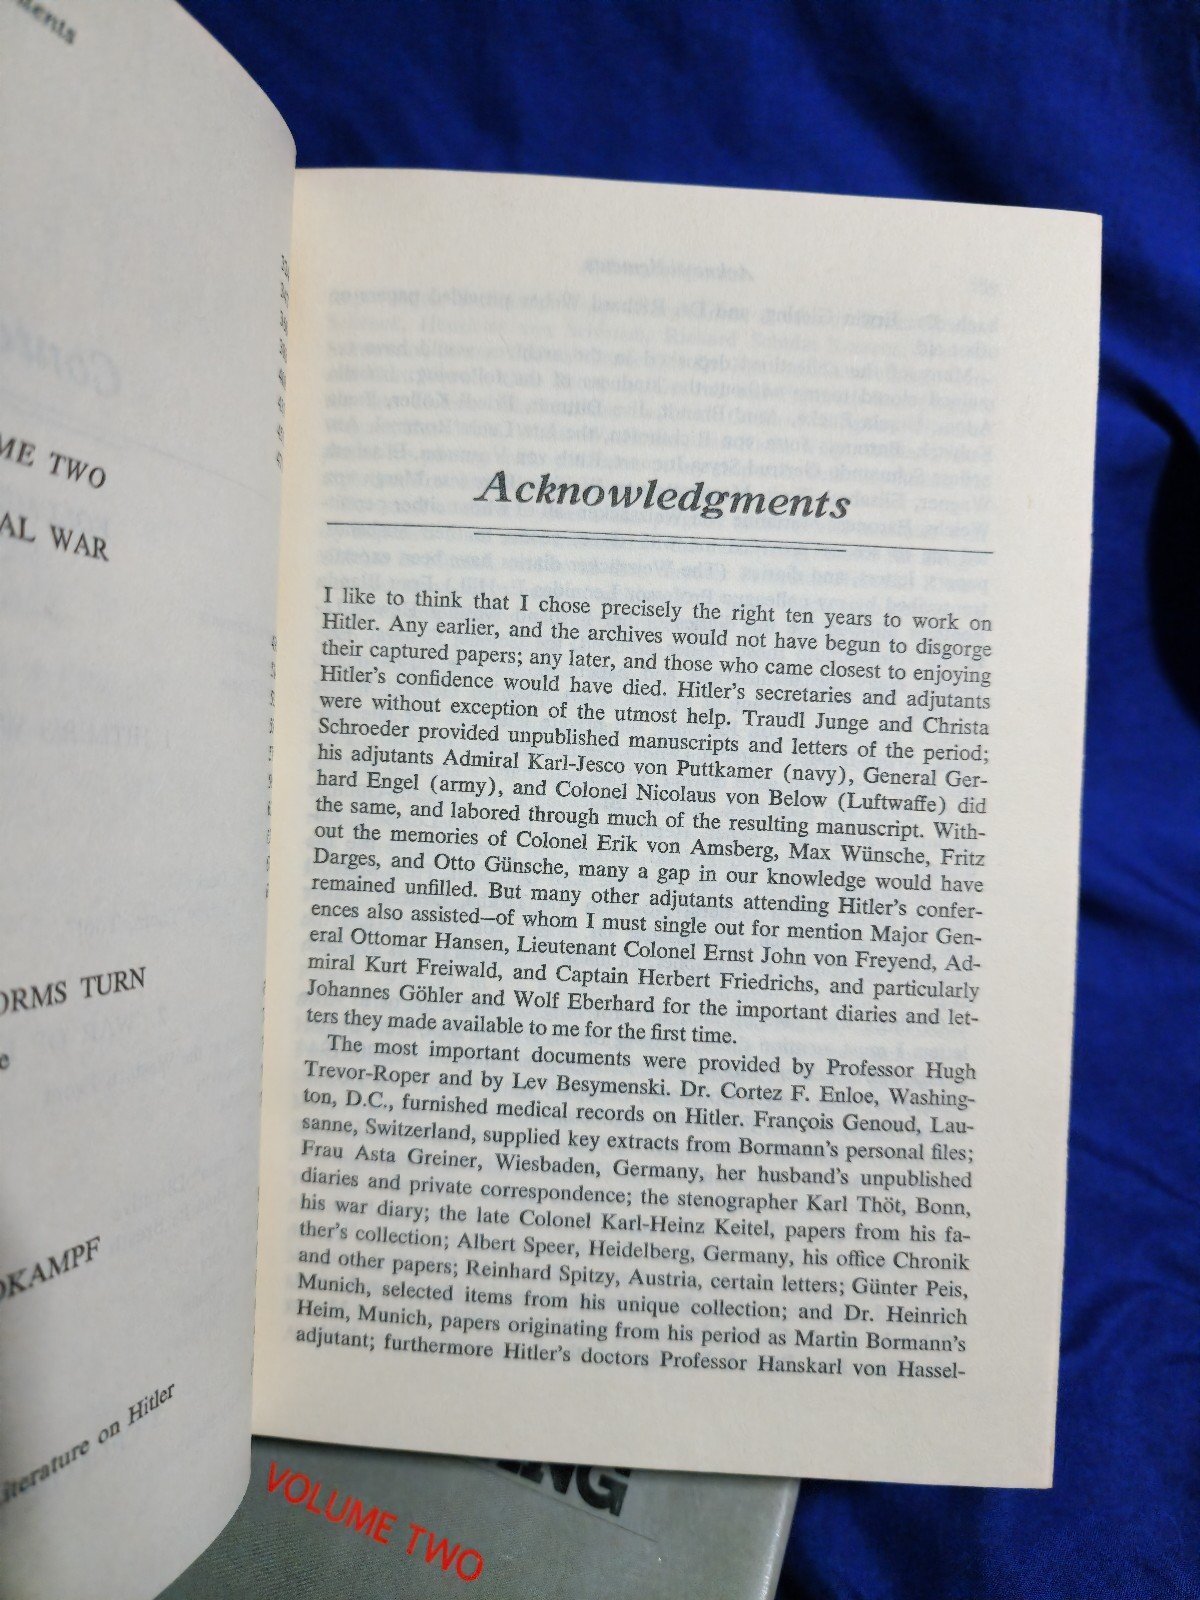 ME TWO
AL WAR
ORMS TURN
OKAMPF
Literature on Hitler
Acknowledgments
I like to think that I chose precisely the right ten years to work on
Hitler. Any earlier, and the archives would not have begun to disgorge
their captured papers; any later, and those who came closest to enjoying
Hitler's confidence would have died. Hitler's secretaries and adjutants
were without exception of the utmost help. Traudl Junge and Christa
Schroeder provided unpublished manuscripts and letters of the period;
his adjutants Admiral Karl-Jesco von Puttkamer (navy), General Ger-
hard Engel (army), and Colonel Nicolaus von Below (Luftwaffe) did
the same, and labored through much of the resulting manuscript. With-
out the memories of Colonel Erik von Amsberg, Max Wünsche, Fritz
Darges, and Otto Günsche, many a gap in our knowledge would have
remained unfilled. But many other adjutants attending Hitler's confer-
ences also assisted—of whom I must single out for mention Major Gen-
eral Ottomar Hansen, Lieutenant Colonel Ernst John von Freyend, Ad-
miral Kurt Freiwald, and Captain Herbert Friedrichs, and particularly
Johannes Göhler and Wolf Eberhard for the important diaries and let-
ters they made available to me for the first time.
The most important documents were provided by Professor Hugh
Trevor-Roper and by Lev Besymenski. Dr. Cortez F. Enloe, Washing-
ton, D.C., furnished medical records on Hitler. François Genoud, Lau-
sanne, Switzerland, supplied key extracts from Bormann's personal files;
Frau Asta Greiner, Wiesbaden, Germany, her husband's unpublished
diaries and private correspondence; the stenographer Karl Thöt, Bonn,
his war diary; the late Colonel Karl-Heinz Keitel, papers from his fa-
ther's collection; Albert Speer, Heidelberg, Germany, his office Chronik
and other papers; Reinhard Spitzy, Austria, certain letters; Günter Peis,
Munich, selected items from his unique collection; and Dr. Heinrich
Heim, Munich, papers originating from his period as Martin Bormann's
adjutant; furthermore Hitler's doctors Professor Hanskarl von Hassel-
ING
VOLUME TWO